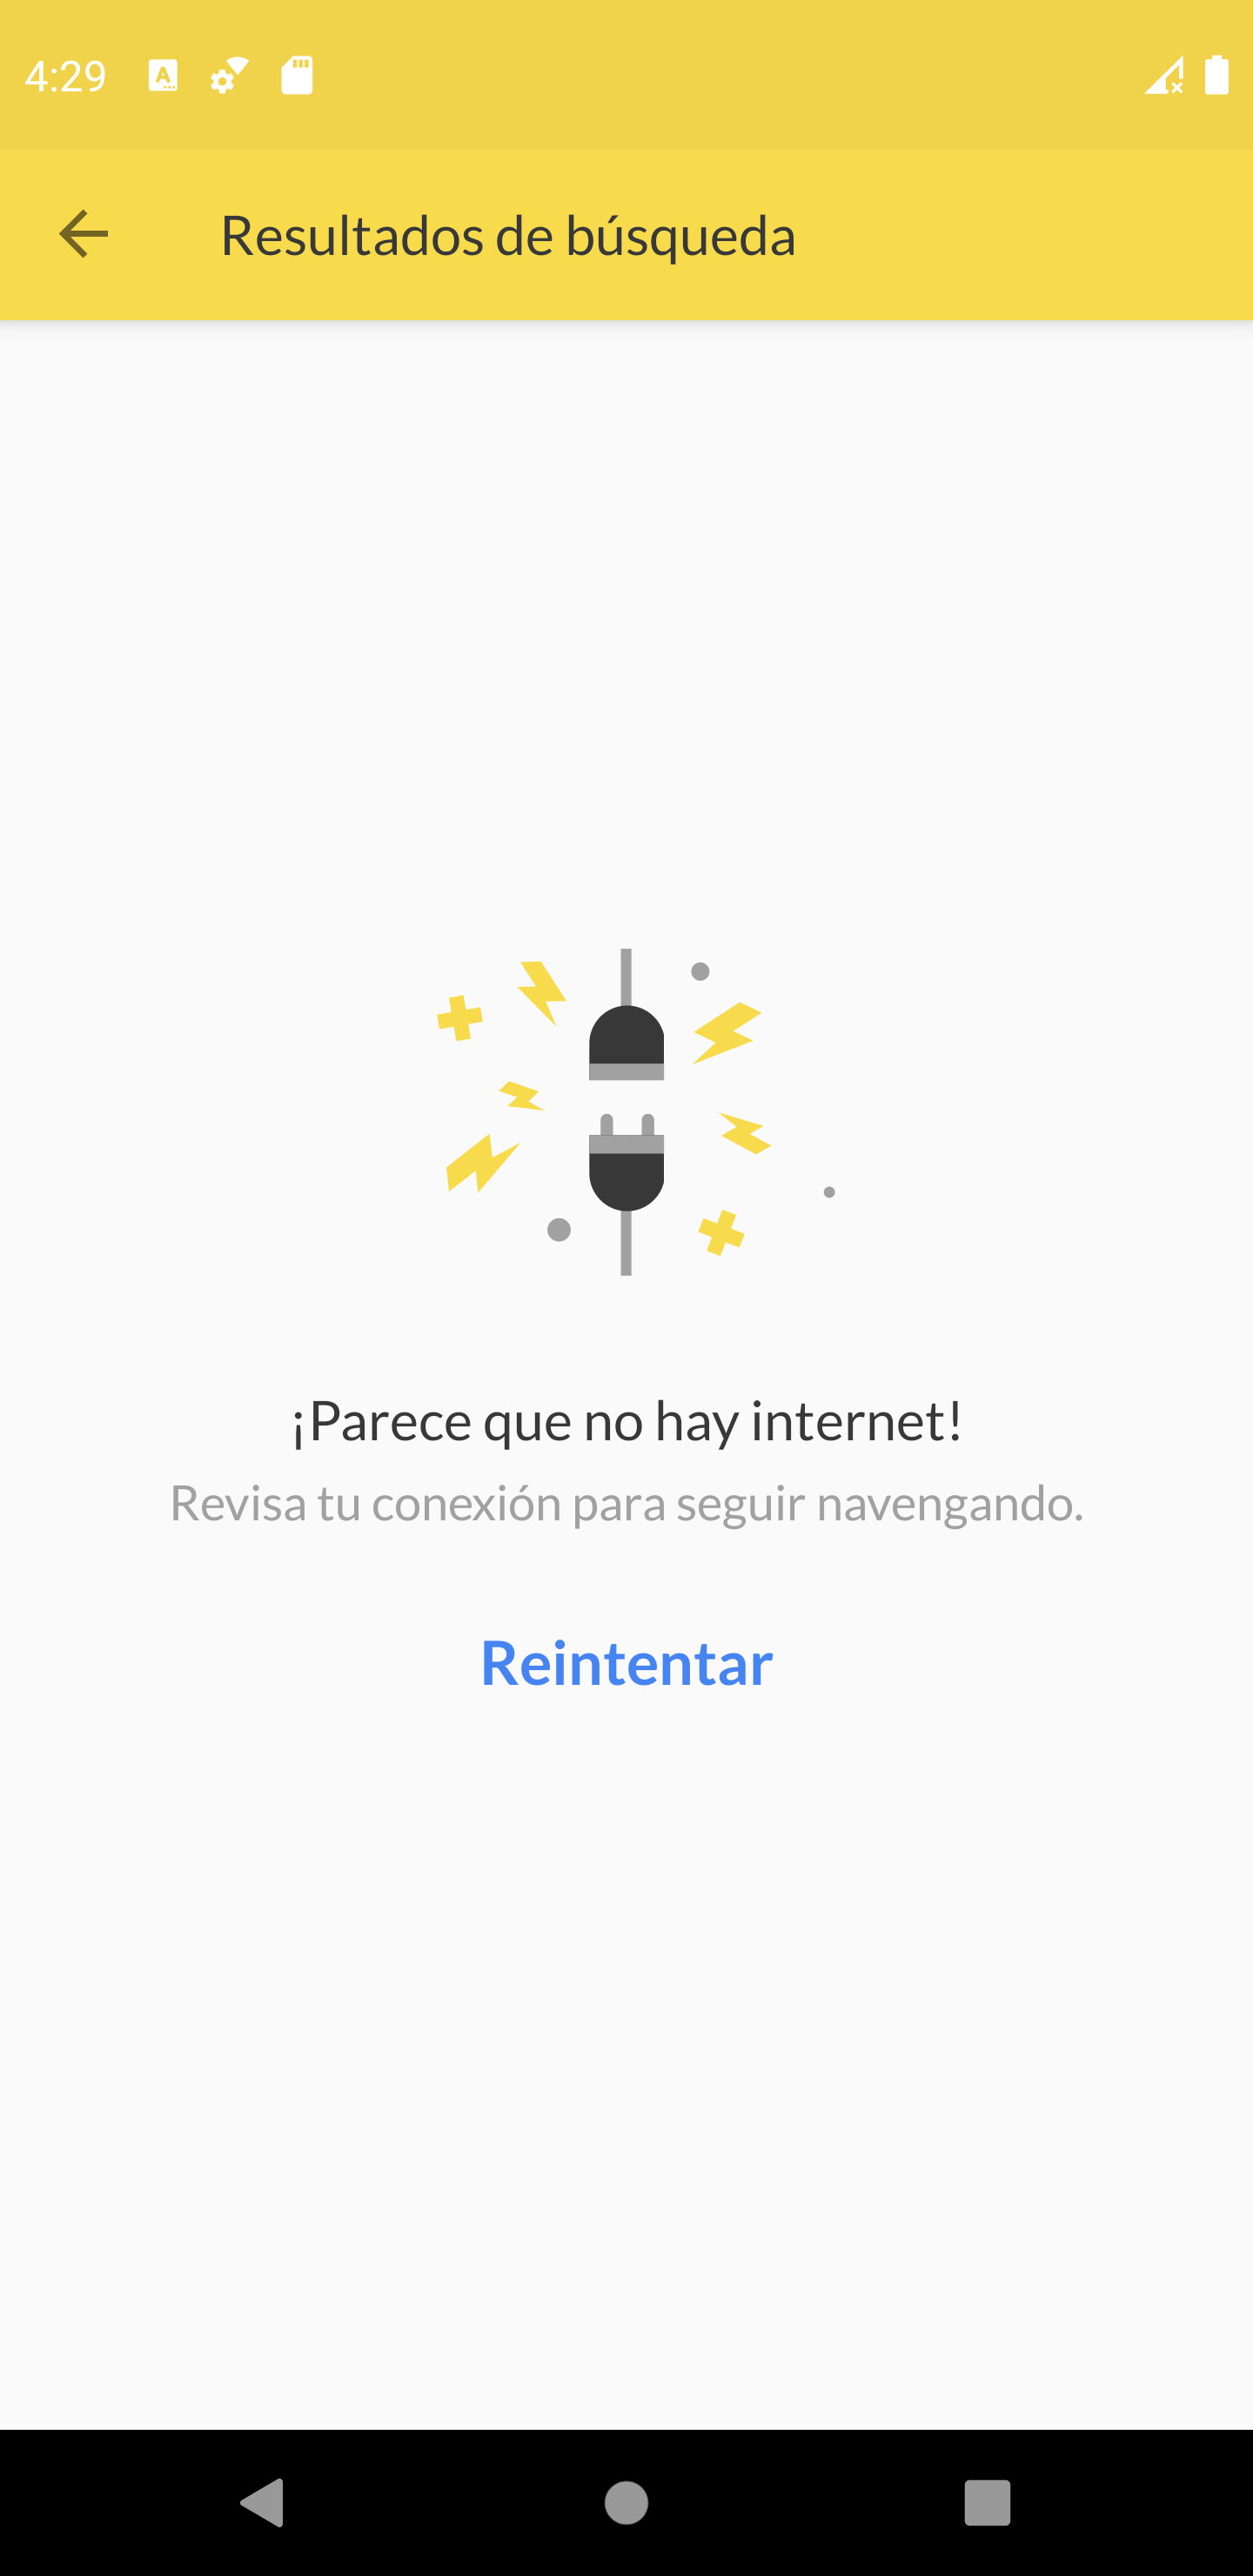 4:29
Resultados de búsqueda
¡Parece que no hay internet!
Revisa tu conexión para seguir navengando.
Reintentar